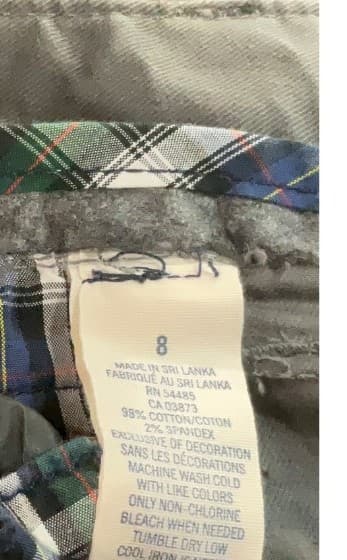 8
MADE IN SRI LANKA
FABRIQUÉ AU SRI LANKA
RN 54485
CA 03873
98% COTTON/COTON
2% SPANDEX
EXCLUSIVE OF DECORATION
SANS LES DÉCORATIONS
MACHINE WASH COLD
WITH LIKE COLORS
ONLY NON-CHLORINE
BLEACH WHEN NEEDED
TUMBLE DRY LOW
COOL IRON